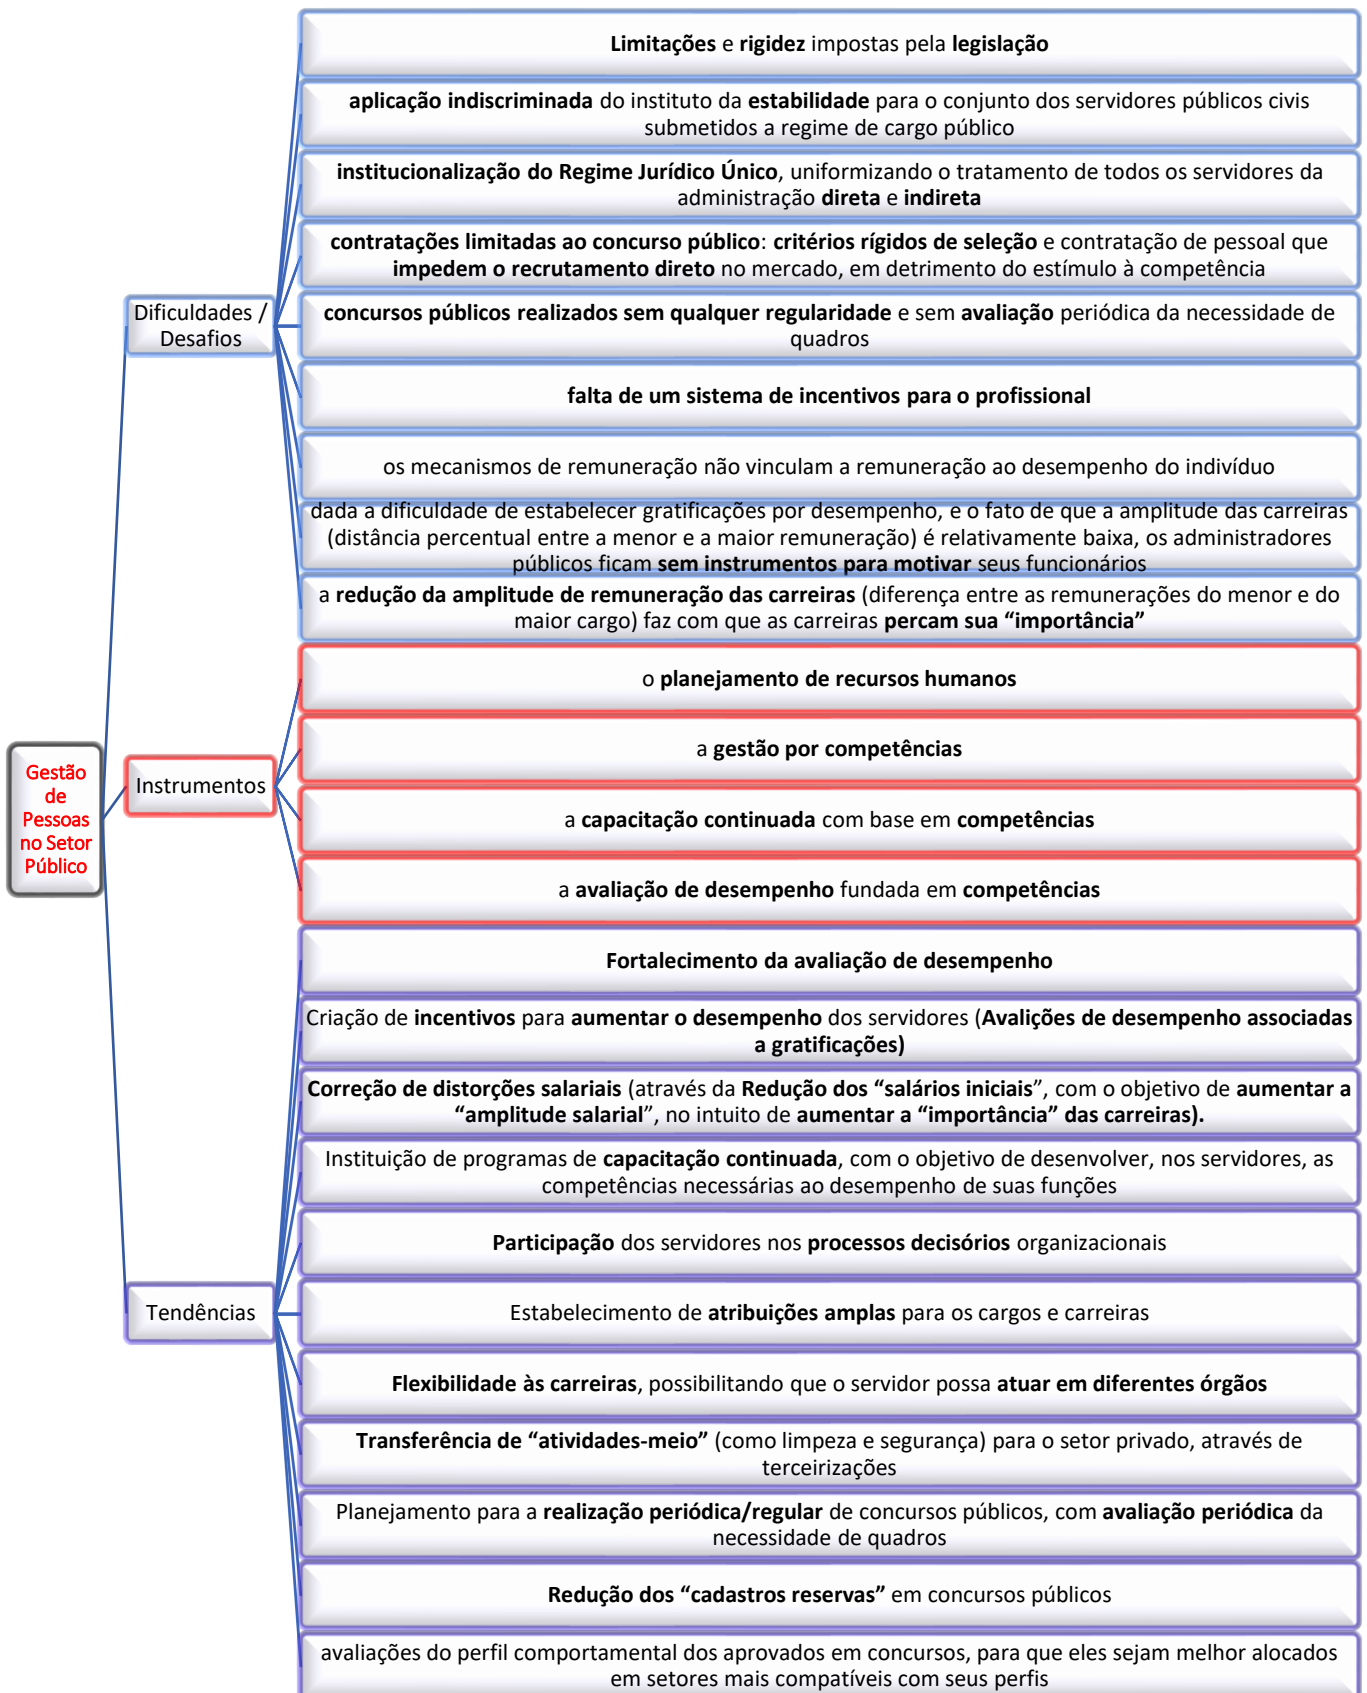 Limitações e rigidez impostas pela legislação
aplicação indiscriminada do instituto da estabilidade para o conjunto dos servidores públicos civis
submetidos a regime de cargo público
institucionalização do Regime Jurídico Único, uniformizando o tratamento de todos os servidores da
administração direta e indireta
contratações limitadas ao concurso público: critérios rígidos de seleção e contratação de pessoal que
impedem o recrutamento direto no mercado, em detrimento do estímulo à competência
Dificuldades /
Desafios
concursos públicos realizados sem qualquer regularidade e sem avaliação periódica da necessidade de
quadros
falta de um sistema de incentivos para o profissional
os mecanismos de remuneração não vinculam a remuneração ao desempenho do indivíduo
dada a dificuldade de estabelecer gratificações por desempenho, e o fato de que a amplitude das carreiras
(distância percentual entre a menor e a maior remuneração) é relativamente baixa, os administradores
públicos ficam sem instrumentos para motivar seus funcionários
a redução da amplitude de remuneração das carreiras (diferença entre as remunerações do menor e do
maior cargo) faz com que as carreiras percam sua “importância”
o planejamento de recursos humanos
a gestão por competências
Gestão
de
Pessoas
no Setor
Público
Instrumentos
a capacitação continuada com base em competências
a avaliação de desempenho fundada em competências
Fortalecimento da avaliação de desempenho
Criação de incentivos para aumentar o desempenho dos servidores (Avalições de desempenho associadas
a gratificações)
Correção de distorções salariais (através da Redução dos “salários iniciais”, com o objetivo de aumentar a
“amplitude salarial”, no intuito de aumentar a “importância” das carreiras).
Instituição de programas de capacitação continuada, com o objetivo de desenvolver, nos servidores, as
competências necessárias ao desempenho de suas funções
Participação dos servidores nos processos decisórios organizacionais
Tendências
Estabelecimento de atribuições amplas para os cargos e carreiras
Flexibilidade às carreiras, possibilitando que o servidor possa atuar em diferentes órgãos
Transferência de “atividades-meio” (como limpeza e segurança) para o setor privado, através de
terceirizações
Planejamento para a realização periódica/regular de concursos públicos, com avaliação periódica da
necessidade de quadros
Redução dos “cadastros reservas” em concursos públicos
avaliações do perfil comportamental dos aprovados em concursos, para que eles sejam melhor alocados
em setores mais compatíveis com seus perfis